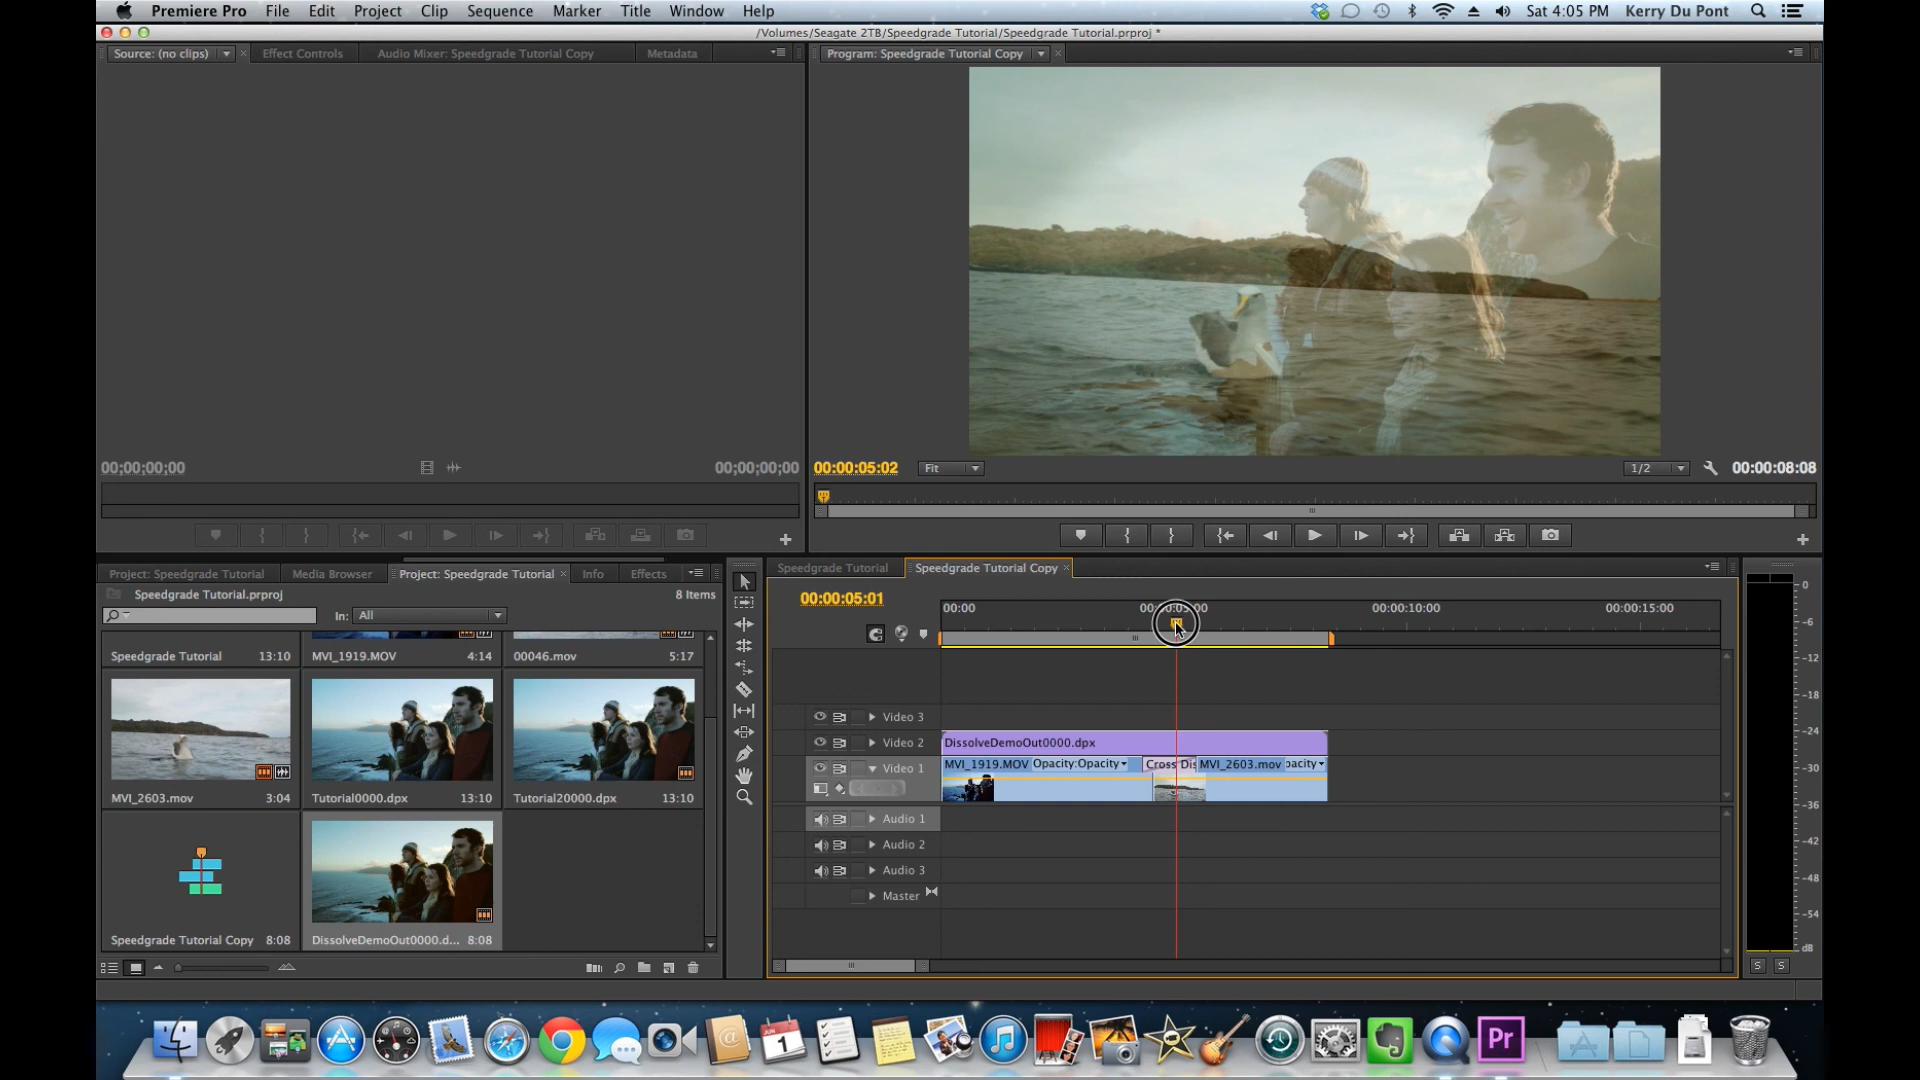 Premiere Pro File Edit Project Clip Sequence Marker Title Window Help Sat 4:05 PM Kerry Du Pont
/Volumes/Seagate 2TB/Speedgrade Tutorial/Speedgrade Tutorial.prproj *
Source: (no clips) Effect Controls Audio Mixer: Speedgrade Tutorial Copy Metadata
Program: Speedgrade Tutorial Copy
00;00;00;00 00;00;00;00
00:00:05:02 Fit 1/2 00:00:08:08
Project: Speedgrade Tutorial Media Browser Project: Speedgrade Tutorial Info Effects
Speedgrade Tutorial.prproj 8 Items
In: All
Speedgrade Tutorial 13:10 MVI_1919.MOV 4:14 00046.mov 5:17
MVI_2603.mov 3:04 Tutorial0000.dpx 13:10 Tutorial20000.dpx 13:10
Speedgrade Tutorial Copy 8:08 DissolveDemoOut0000.d... 8:08
Speedgrade Tutorial Speedgrade Tutorial Copy
00:00:05:01 00:00 00:00:10:00 00:00:15:00
Video 3
Video 2 DissolveDemoOut0000.dpx
Video 1 MVI_1919.MOV Opacity:Opacity Cross Dis MVI_2603.mov pacity
Audio 1
Audio 2
Audio 3
Master
0
-6
-12
-18
-24
-30
-36
-42
-48
-54
dB
S S
JUN
1
Pr